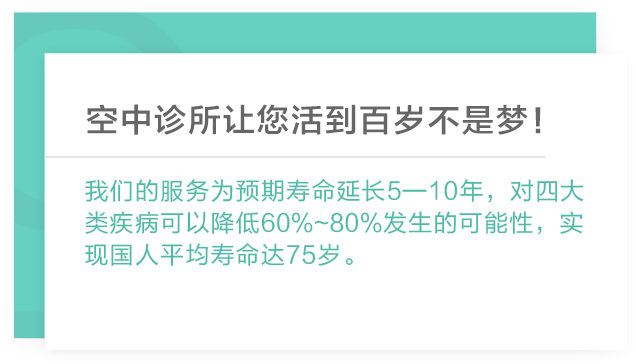 空中诊所让您活到百岁不是梦！
我们的服务为预期寿命延长5—10年，对四大
类疾病可以降低60%~80%发生的可能性，实
现国人平均寿命达75岁。